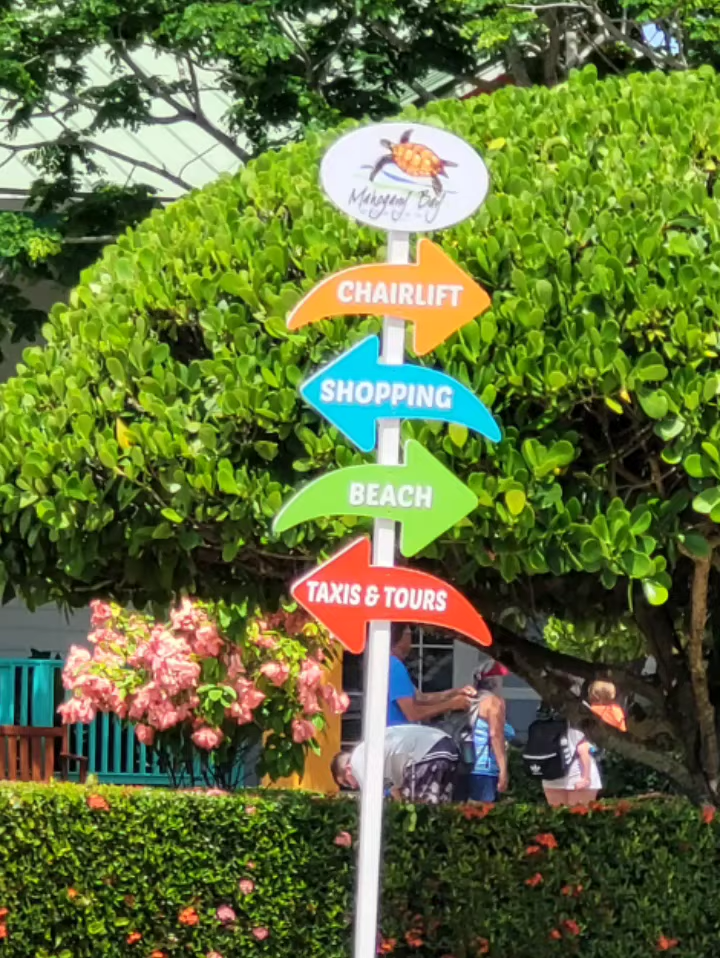 Mahogany Bay
CHAIRLIFT
SHOPPING
BEACH
TAXIS & TOURS